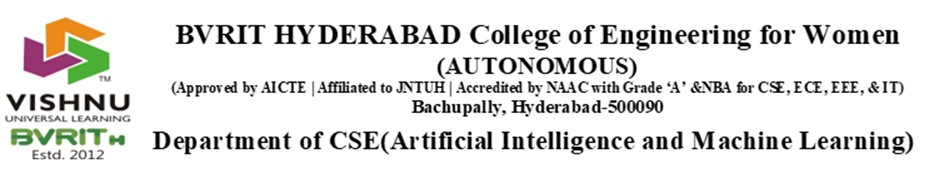 VISHNU
UNIVERSAL LEARNING
BVRITH
Estd. 2012
TM
BVRIT HYDERABAD College of Engineering for Women
(AUTONOMOUS)
(Approved by AICTE | Affiliated to JNTUH | Accredited by NAAC with Grade ‘A’ &NBA for CSE, ECE, EEE, & IT)
Bachupally, Hyderabad-500090
Department of CSE(Artificial Intelligence and Machine Learning)